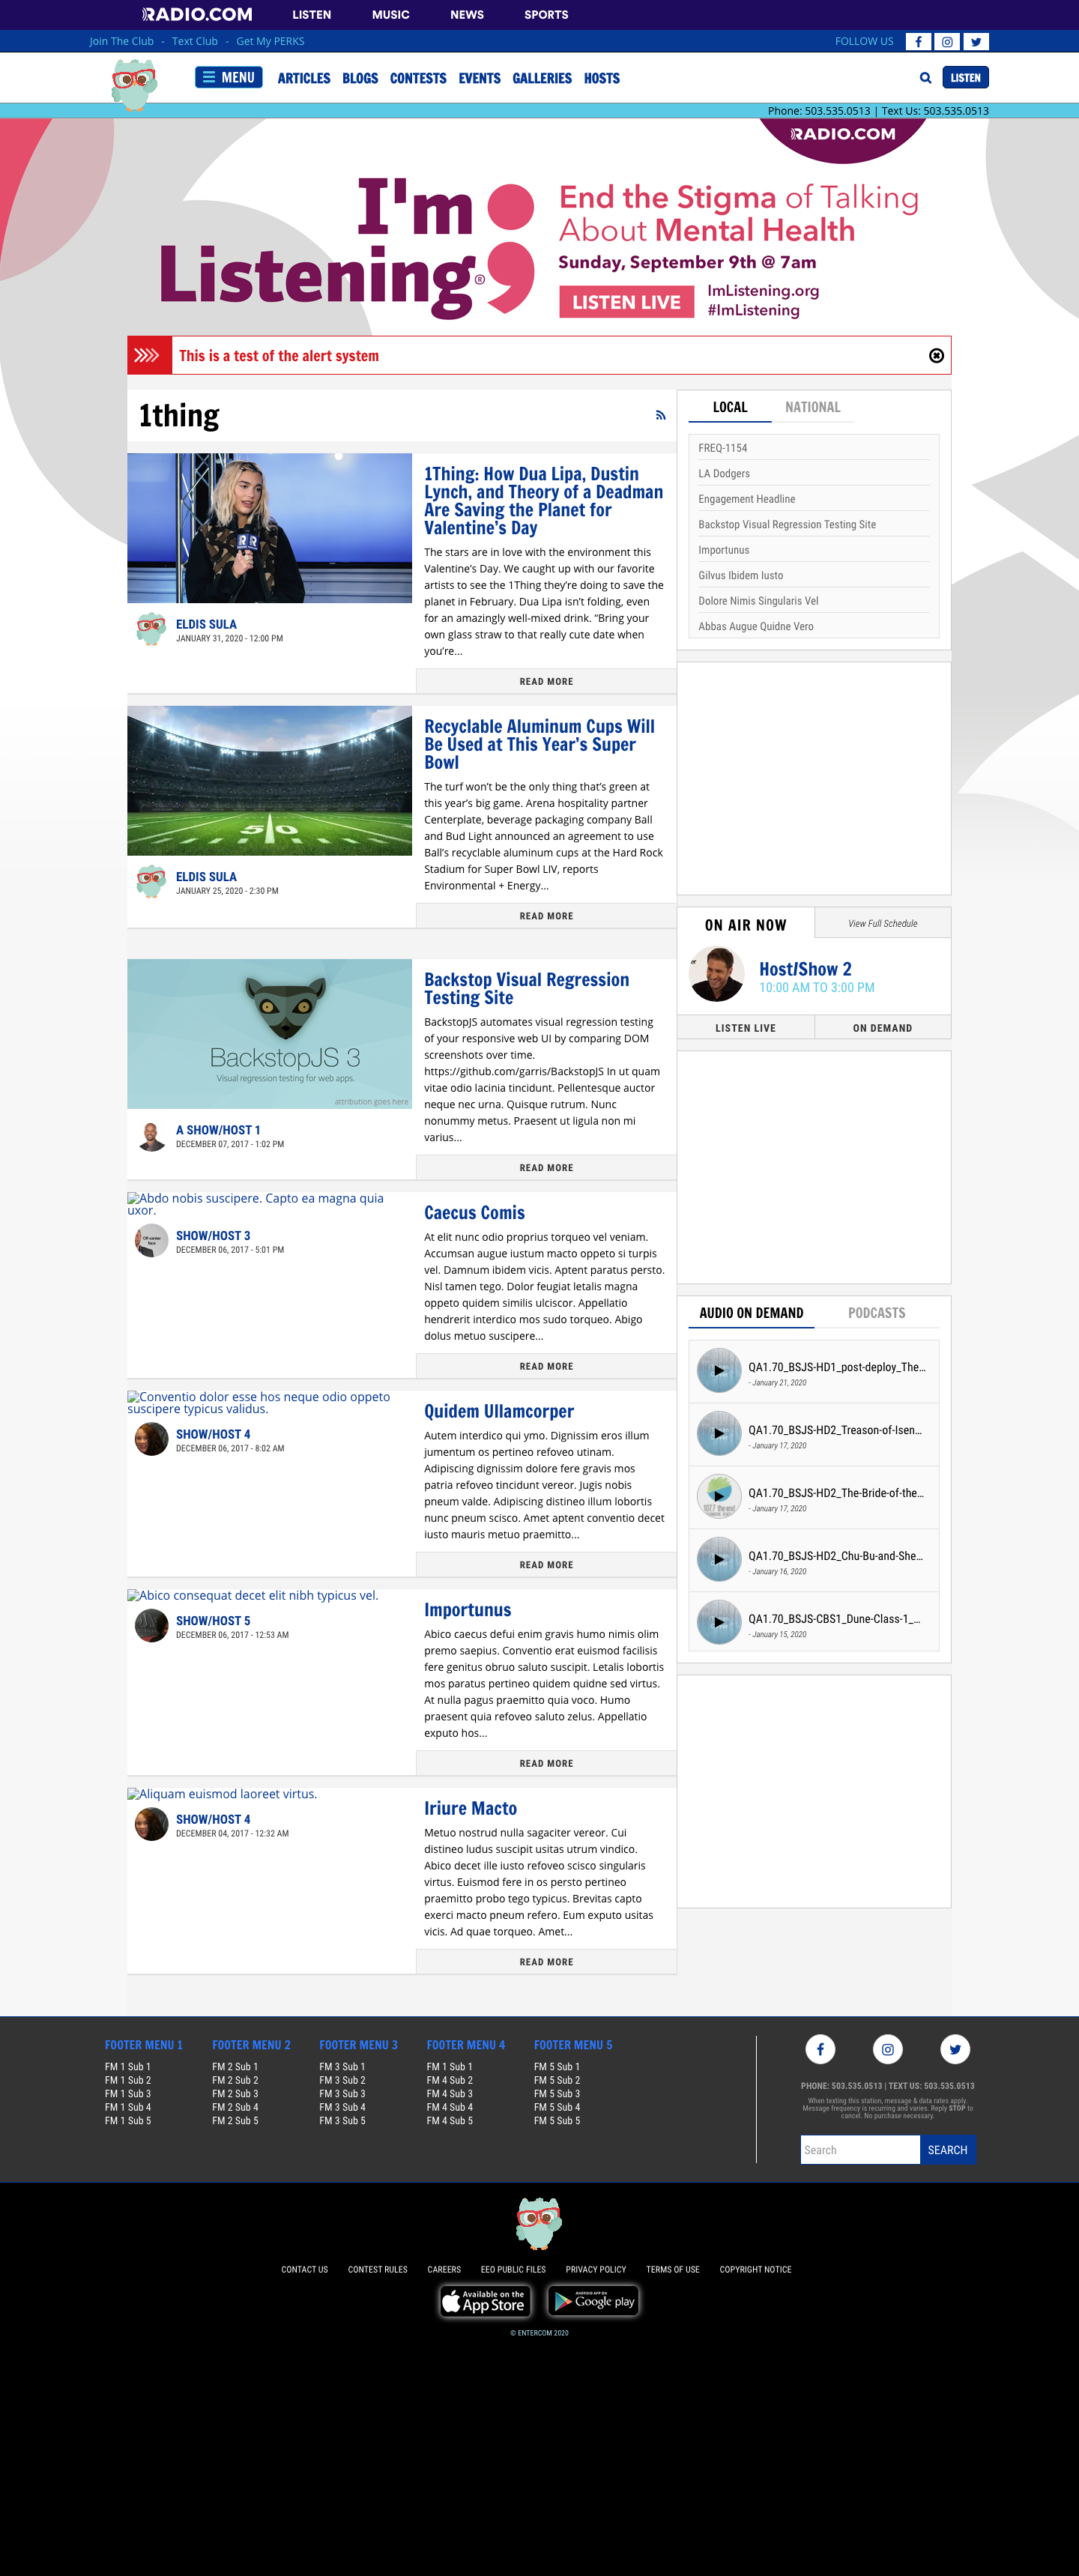 RADIO.COM LISTEN MUSIC NEWS SPORTS
Join The Club - Text Club - Get My PERKS FOLLOW US
MENU ARTICLES BLOGS CONTESTS EVENTS GALLERIES HOSTS LISTEN
Phone: 503.535.0513 | Text Us: 503.535.0513
RADIO.COM
I'm
Listening®
End the Stigma of Talking
About Mental Health
Sunday, September 9th @ 7am
LISTEN LIVE
ImListening.org
#ImListening
This is a test of the alert system
1thing
1Thing: How Dua Lipa, Dustin
Lynch, and Theory of a Deadman
Are Saving the Planet for
Valentine's Day
The stars are in love with the environment this
Valentine's Day. We caught up with our favorite
artists to see the 1Thing they're doing to save the
planet in February. Dua Lipa isn't folding, even
for an amazingly well-mixed drink. "Bring your
own glass straw to that really cute date when
you're...
ELDIS SULA
JANUARY 31, 2020 - 12:00 PM
READ MORE
Recyclable Aluminum Cups Will
Be Used at This Year's Super
Bowl
The turf won't be the only thing that's green at
this year's big game. Arena hospitality partner
Centerplate, beverage packaging company Ball
and Bud Light announced an agreement to use
Ball's recyclable aluminum cups at the Hard Rock
Stadium for Super Bowl LIV, reports
Environmental + Energy...
5 0
ELDIS SULA
JANUARY 25, 2020 - 2:30 PM
READ MORE
BackstopJS 3
Visual regression testing for web apps.
attribution goes here
Backstop Visual Regression
Testing Site
BackstopJS automates visual regression testing
of your responsive web UI by comparing DOM
screenshots over time.
https://github.com/garris/BackstopJS In ut quam
vitae odio lacinia tincidunt. Pellentesque auctor
neque nec urna. Quisque rutrum. Nunc
nonummy metus. Praesent ut ligula non mi
varius...
A SHOW/HOST 1
DECEMBER 07, 2017 - 1:02 PM
READ MORE
Abdo nobis suscipere. Capto ea magna quia
uxor.
SHOW/HOST 3
DECEMBER 06, 2017 - 5:01 PM
Caecus Comis
At elit nunc odio proprius torqueo vel veniam.
Accumsan augue iustum macto oppeto si turpis
vel. Damnum ibidem vicis. Aptent paratus persto.
Nisl tamen tego. Dolor feugiat letalis magna
oppeto quidem similis ulciscor. Appellatio
hendrerit interdico mos sudo torqueo. Abigo
dolus metuo suscipere...
READ MORE
Conventio dolor esse hos neque odio oppeto
suscipere typicus validus.
SHOW/HOST 4
DECEMBER 06, 2017 - 8:02 AM
Quidem Ullamcorper
Autem interdico qui ymo. Dignissim eros illum
jumentum os pertineo refoveo utinam.
Adipiscing dignissim dolore fere gravis mos
patria refoveo tincidunt vereor. Jugis nobis
pneum valde. Adipiscing distineo illum lobortis
nunc pneum scisco. Amet aptent conventio decet
iusto mauris metuo praemitto...
READ MORE
Abico consequat decet elit nibh typicus vel.
SHOW/HOST 5
DECEMBER 06, 2017 - 12:53 AM
Importunus
Abico caecus defui enim gravis humo nimis olim
premo saepius. Conventio erat euismod facilisis
fere genitus obruo saluto suscipit. Letalis lobortis
mos paratus pertineo quidem quidne sed virtus.
At nulla pagus praemitto quia voco. Humo
praesent quia refoveo saluto zelus. Appellatio
exputo hos...
READ MORE
Aliquam euismod laoreet virtus.
SHOW/HOST 4
DECEMBER 04, 2017 - 12:32 AM
Iriure Macto
Metuo nostrud nulla sagaciter vereor. Cui
distineo ludus suscipit usitas utrum vindico.
Abico decet ille iusto refoveo scisco singularis
virtus. Euismod fere in os persto pertineo
praemitto probo tego typicus. Brevitas capto
exerci macto pneum refero. Eum exputo usitas
vicis. Ad quae torqueo. Amet...
READ MORE
LOCAL NATIONAL
FREQ-1154
LA Dodgers
Engagement Headline
Backstop Visual Regression Testing Site
Importunus
Gilvus Ibidem Iusto
Dolore Nimis Singularis Vel
Abbas Augue Quidne Vero
ON AIR NOW View Full Schedule
Host/Show 2
10:00 AM TO 3:00 PM
LISTEN LIVE ON DEMAND
AUDIO ON DEMAND PODCASTS
QA1.70_BSJS-HD1_post-deploy_The...
- January 21, 2020
QA1.70_BSJS-HD2_Treason-of-Isen...
- January 17, 2020
QA1.70_BSJS-HD2_The-Bride-of-the...
- January 17, 2020
QA1.70_BSJS-HD2_Chu-Bu-and-She...
- January 16, 2020
QA1.70_BSJS-CBS1_Dune-Class-1_...
- January 15, 2020
FOOTER MENU 1 FOOTER MENU 2 FOOTER MENU 3 FOOTER MENU 4 FOOTER MENU 5
FM 1 Sub 1 FM 2 Sub 1 FM 3 Sub 1 FM 1 Sub 1 FM 5 Sub 1
FM 1 Sub 2 FM 2 Sub 2 FM 3 Sub 2 FM 4 Sub 2 FM 5 Sub 2
FM 1 Sub 3 FM 2 Sub 3 FM 3 Sub 3 FM 4 Sub 3 FM 5 Sub 3
FM 1 Sub 4 FM 2 Sub 4 FM 3 Sub 4 FM 4 Sub 4 FM 5 Sub 4
FM 1 Sub 5 FM 2 Sub 5 FM 3 Sub 5 FM 4 Sub 5 FM 5 Sub 5
PHONE: 503.535.0513 | TEXT US: 503.535.0513
When texting this station, message & data rates apply.
Message frequency is recurring and varies. Reply STOP to
cancel. No purchase necessary.
Search SEARCH
CONTACT US CONTEST RULES CAREERS EEO PUBLIC FILES PRIVACY POLICY TERMS OF USE COPYRIGHT NOTICE
Available on the
App Store
ANDROID APP ON
Google play
© ENTERCOM 2020